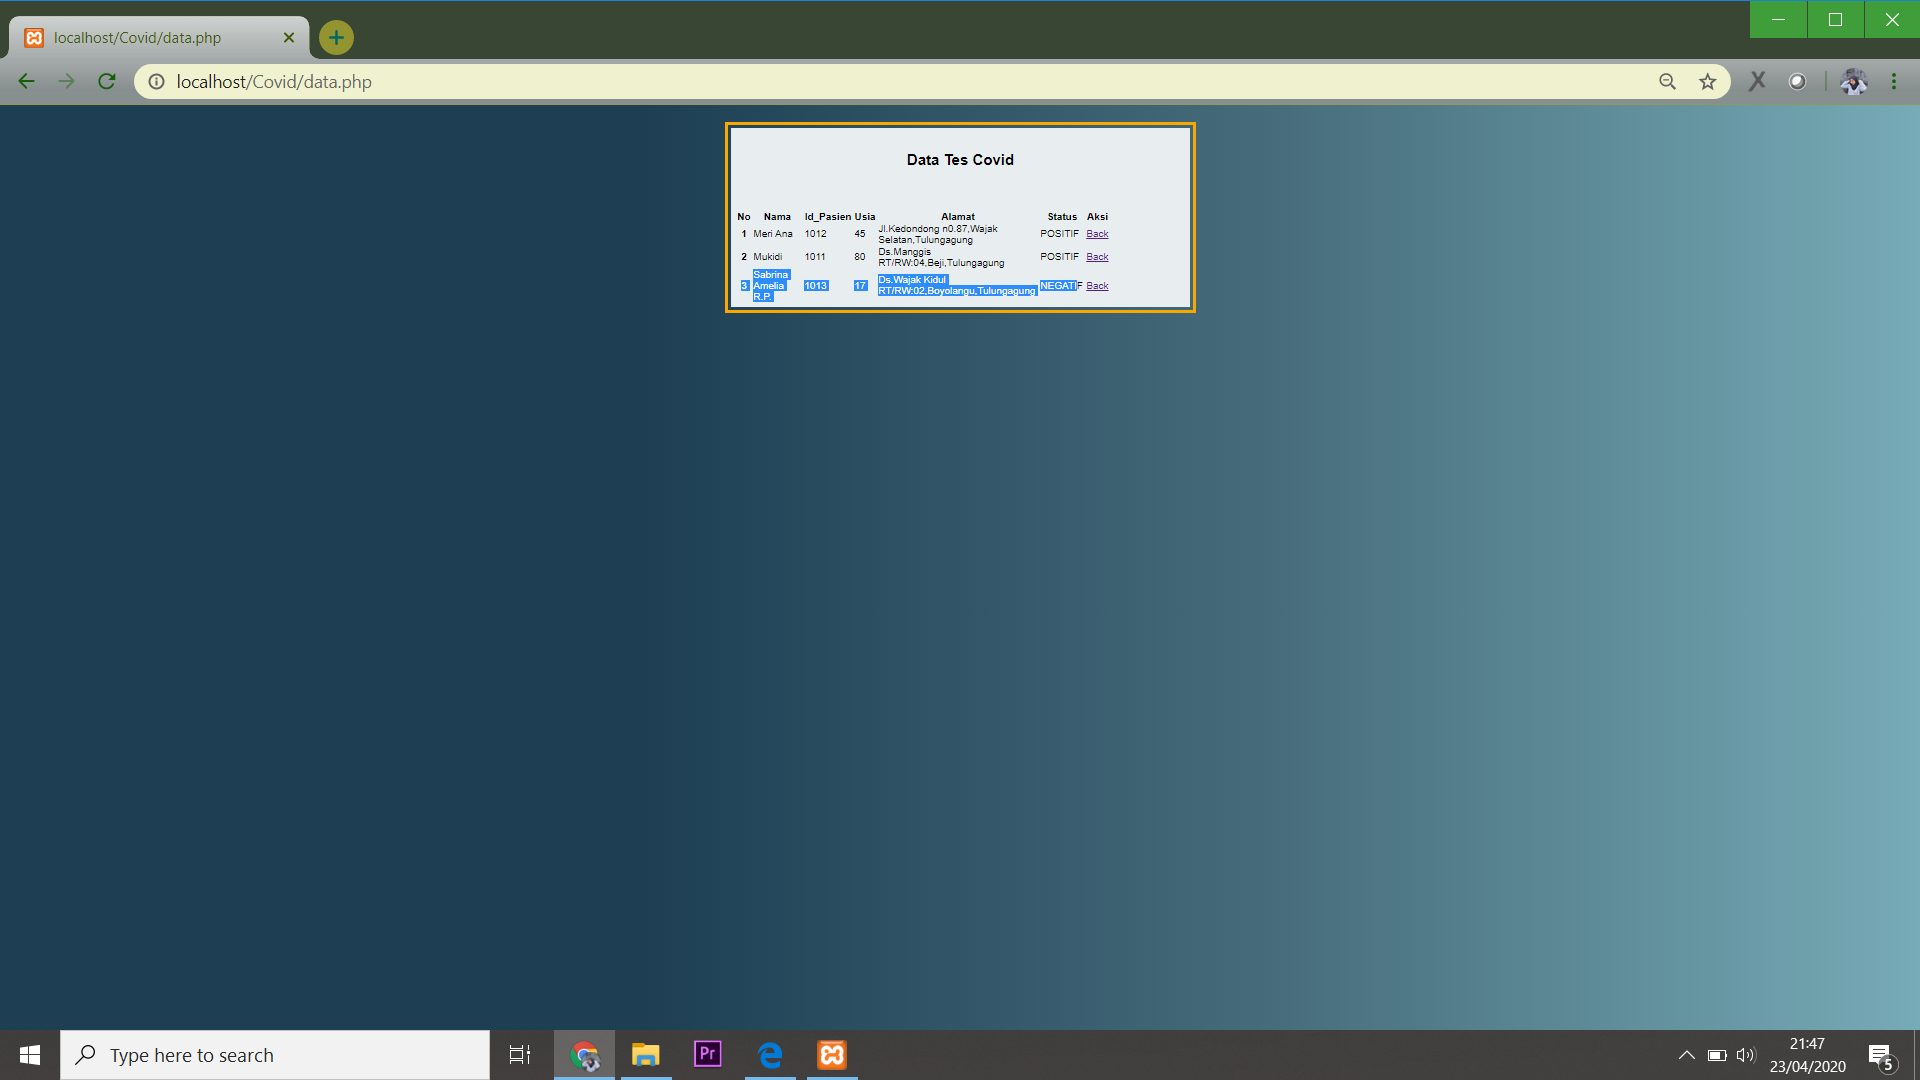 localhost/Covid/data.php
localhost/Covid/data.php
Data Tes Covid
No Nama Id_Pasien Usia Alamat Status Aksi
1 Meri Ana 1012 45 Jl.Kedondong n0.87,Wajak Selatan,Tulungagung POSITIF Back
2 Mukidi 1011 80 Ds.Manggis RT/RW:04,Beji,Tulungagung POSITIF Back
3 Sabrina Amelia R.P. 1013 17 Ds.Wajak Kidul RT/RW:02,Boyolangu,Tulungagung NEGATIF Back
Type here to search
Pr
21:47
23/04/2020
5